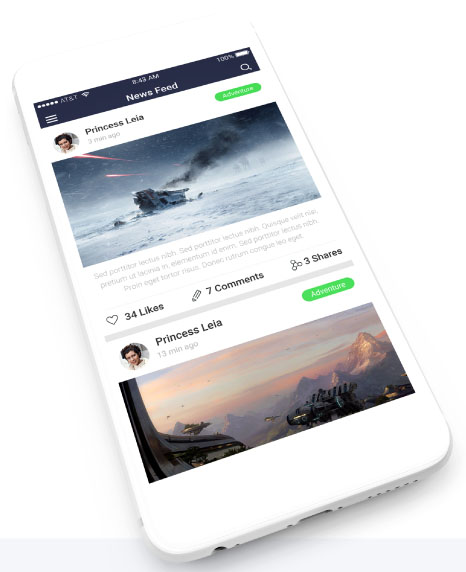 AT&T
8:43 AM
100%
News Feed
Princess Leia
3 min ago
Adventure
Sed porttitor lectus nibh. Sed porttitor lectus nibh. Quisque velit nisi,
pretium ut lacinia in, elementum id enim. Sed porttitor lectus nibh.
Proin eget tortor risus. Donec rutrum congue leo eget.
34 Likes
7 Comments
3 Shares
Princess Leia
13 min ago
Adventure